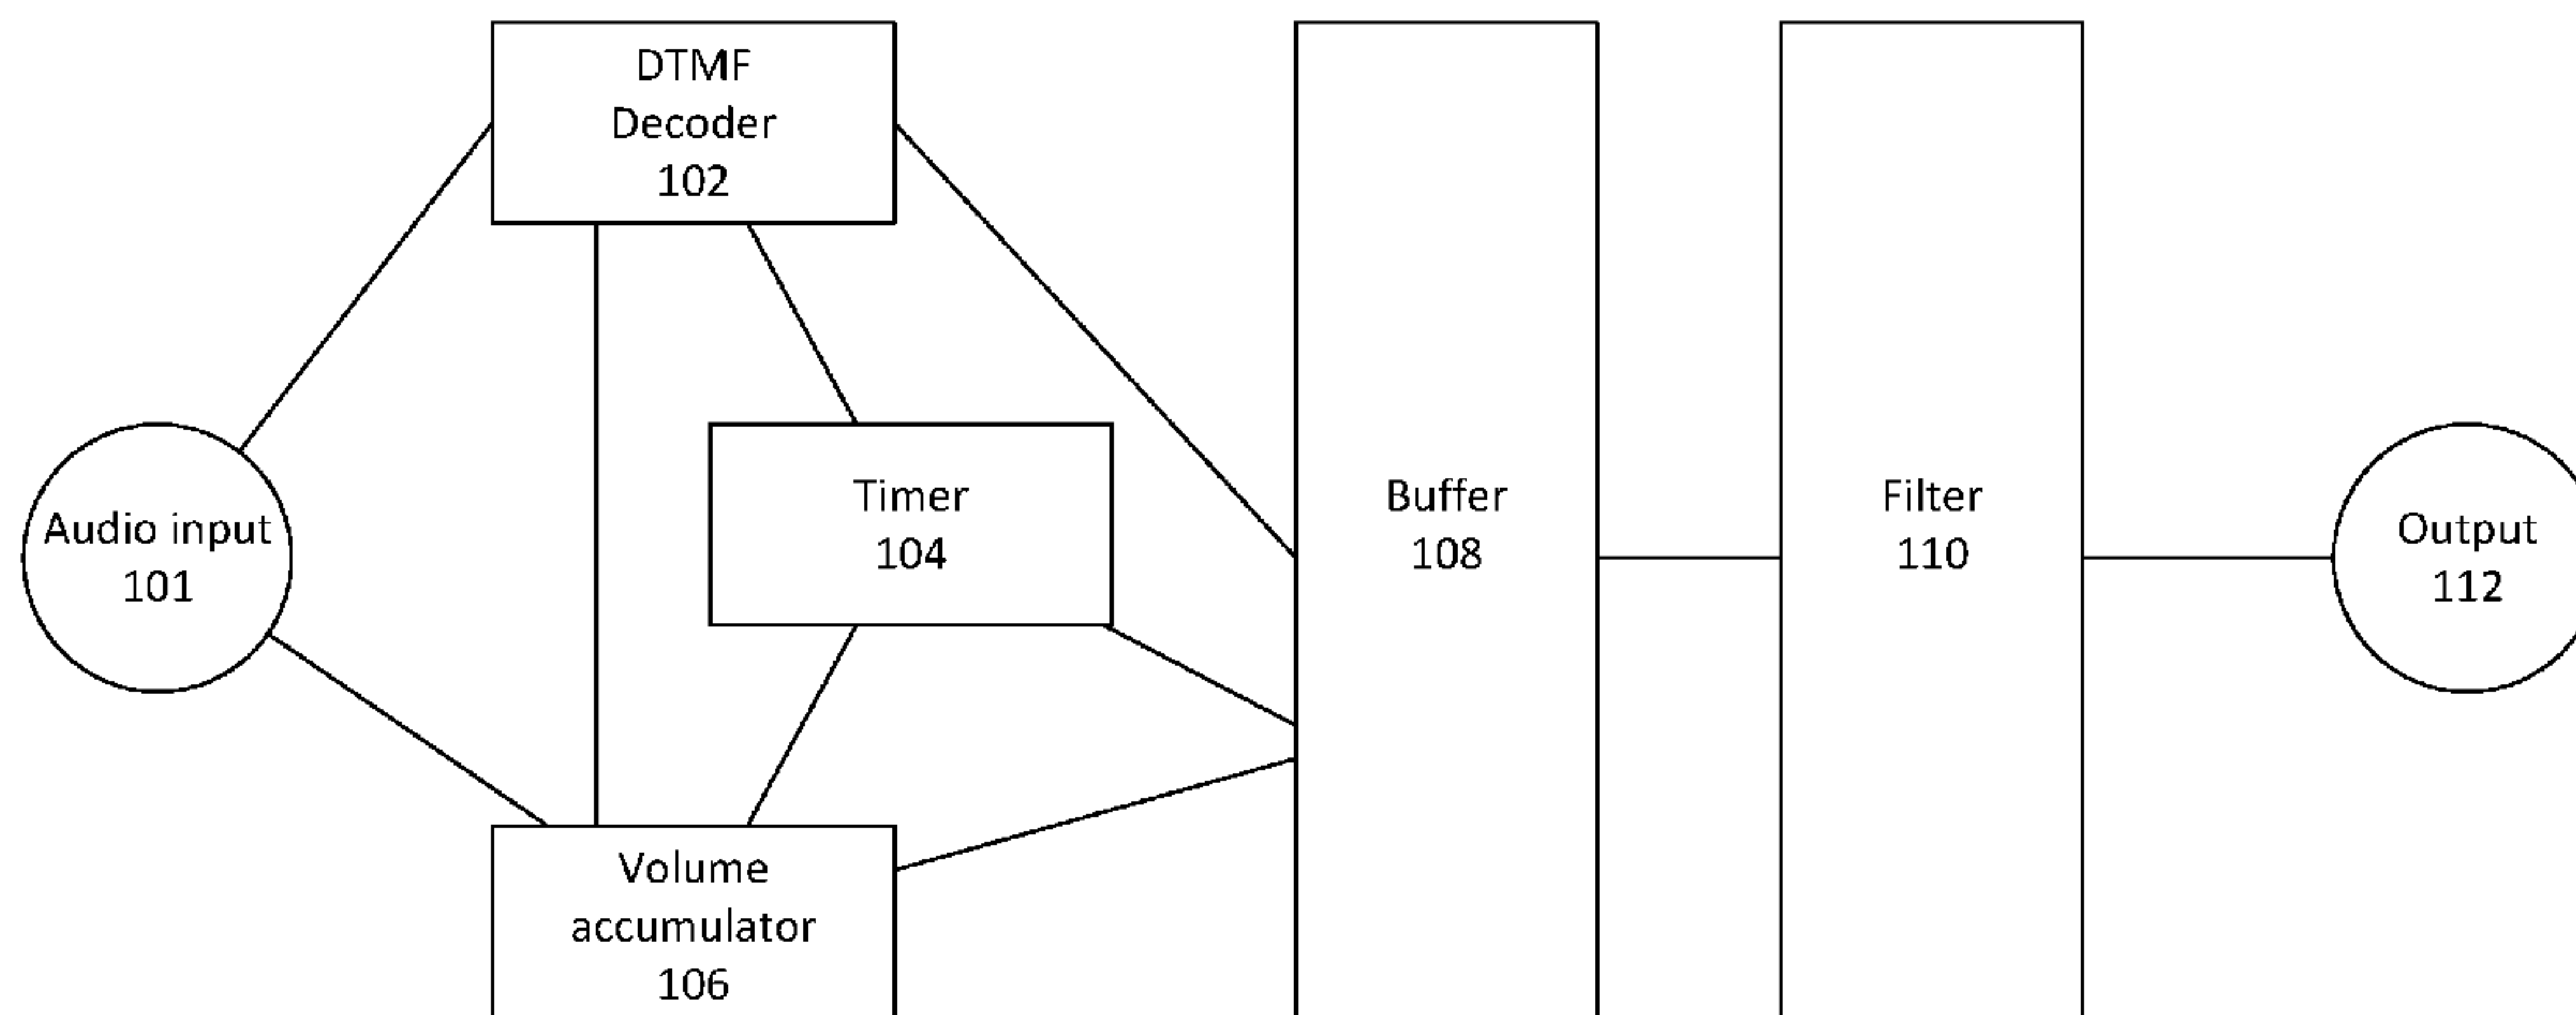 DTMF
Decoder
102
Timer
104
Buffer
108
Filter
110
Audio input
101
Output
112
Volume
accumulator
106